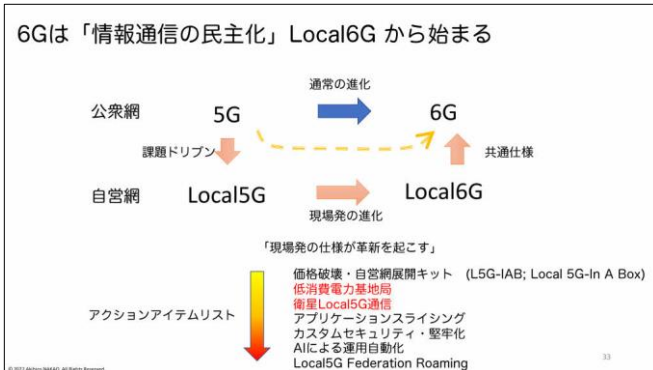 6Gは「情報通信の民主化」Local6G から始まる
通常の進化
公衆網 5G 6G
課題ドリブン 共通仕様
自営網 Local5G Local6G
現場発の進化
「現場発の仕様が革新を起こす」
アクションアイテムリスト
価格破壊・自営網展開キット (L5G-IAB; Local 5G-In A Box)
低消費電力基地局
衛星Local5G通信
アプリケーションスライシング
カスタムセキュリティ・堅牢化
AIによる運用自動化
Local5G Federation Roaming
33
© 2022 Akihiro NAKAO, All Rights Reserved